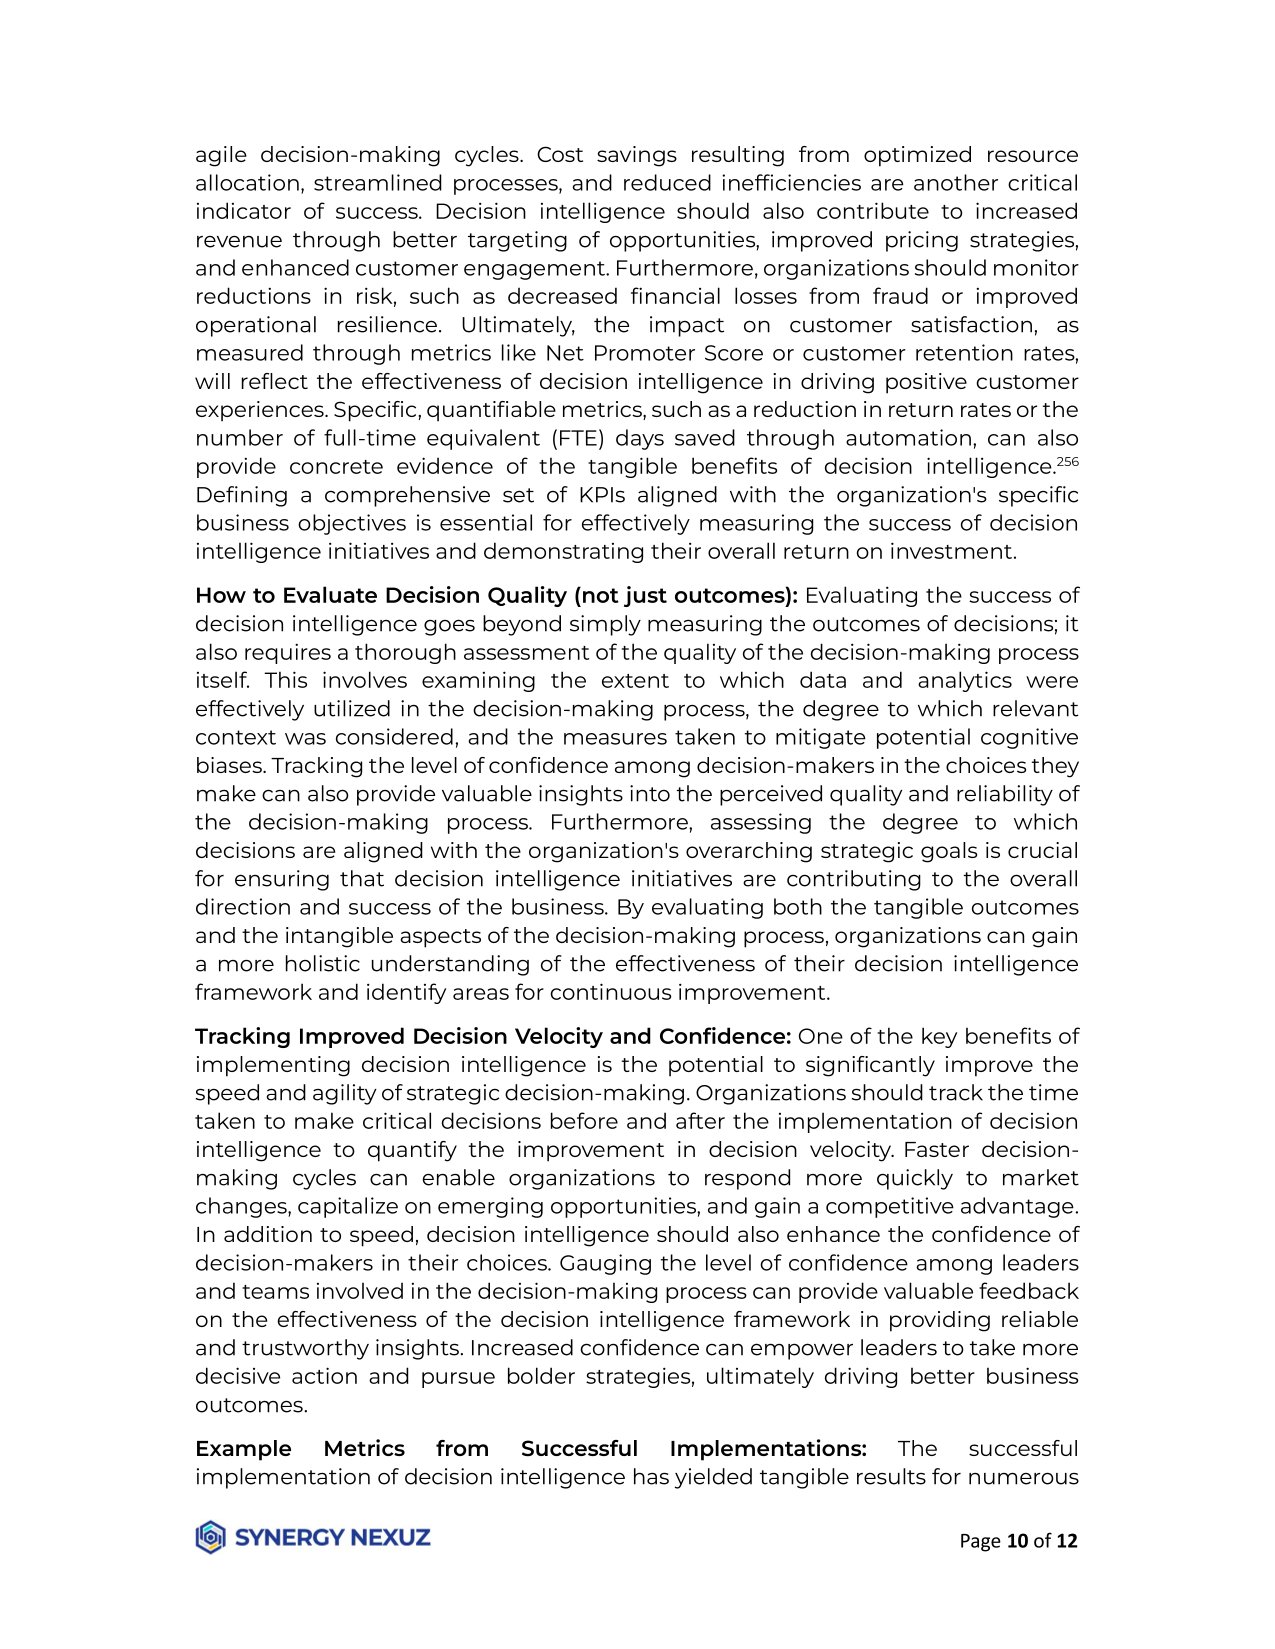 agile decision-making cycles. Cost savings resulting from optimized resource
allocation, streamlined processes, and reduced inefficiencies are another critical
indicator of success. Decision intelligence should also contribute to increased
revenue through better targeting of opportunities, improved pricing strategies,
and enhanced customer engagement. Furthermore, organizations should monitor
reductions in risk, such as decreased financial losses from fraud or improved
operational resilience. Ultimately, the impact on customer satisfaction, as
measured through metrics like Net Promoter Score or customer retention rates,
will reflect the effectiveness of decision intelligence in driving positive customer
experiences. Specific, quantifiable metrics, such as a reduction in return rates or the
number of full-time equivalent (FTE) days saved through automation, can also
provide concrete evidence of the tangible benefits of decision intelligence.256
Defining a comprehensive set of KPIs aligned with the organization's specific
business objectives is essential for effectively measuring the success of decision
intelligence initiatives and demonstrating their overall return on investment.
How to Evaluate Decision Quality (not just outcomes): Evaluating the success of
decision intelligence goes beyond simply measuring the outcomes of decisions; it
also requires a thorough assessment of the quality of the decision-making process
itself. This involves examining the extent to which data and analytics were
effectively utilized in the decision-making process, the degree to which relevant
context was considered, and the measures taken to mitigate potential cognitive
biases. Tracking the level of confidence among decision-makers in the choices they
make can also provide valuable insights into the perceived quality and reliability of
the decision-making process. Furthermore, assessing the degree to which
decisions are aligned with the organization's overarching strategic goals is crucial
for ensuring that decision intelligence initiatives are contributing to the overall
direction and success of the business. By evaluating both the tangible outcomes
and the intangible aspects of the decision-making process, organizations can gain
a more holistic understanding of the effectiveness of their decision intelligence
framework and identify areas for continuous improvement.
Tracking Improved Decision Velocity and Confidence: One of the key benefits of
implementing decision intelligence is the potential to significantly improve the
speed and agility of strategic decision-making. Organizations should track the time
taken to make critical decisions before and after the implementation of decision
intelligence to quantify the improvement in decision velocity. Faster decision-
making cycles can enable organizations to respond more quickly to market
changes, capitalize on emerging opportunities, and gain a competitive advantage.
In addition to speed, decision intelligence should also enhance the confidence of
decision-makers in their choices. Gauging the level of confidence among leaders
and teams involved in the decision-making process can provide valuable feedback
on the effectiveness of the decision intelligence framework in providing reliable
and trustworthy insights. Increased confidence can empower leaders to take more
decisive action and pursue bolder strategies, ultimately driving better business
outcomes.
Example Metrics from Successful Implementations: The successful
implementation of decision intelligence has yielded tangible results for numerous
SYNERGY NEXUZ
Page 10 of 12